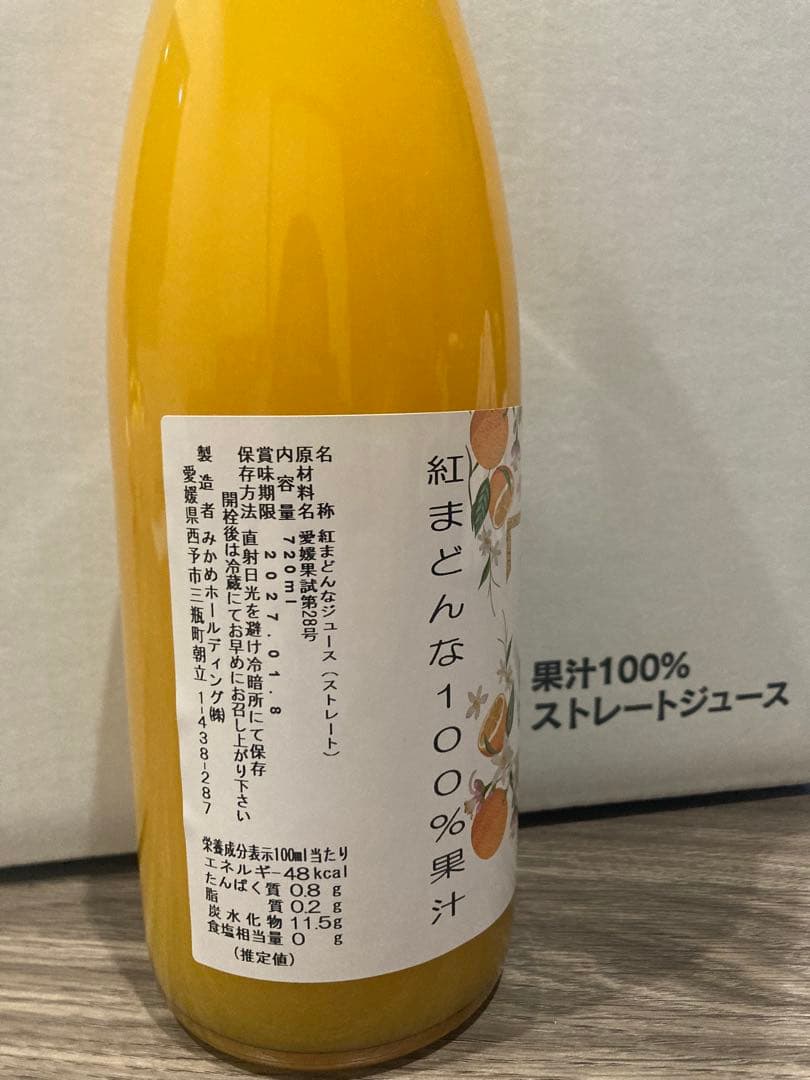 紅まどんな100%果汁
名称 紅まどんなジュース(ストレート)
原材料名 愛媛果試第28号
内容量 720ml
賞味期限 2027.01.8
保存方法 直射日光を避け冷暗所にて保存
開栓後は冷蔵にてお早めにお召し上がり下さい
製造者 みかめホールディング㈱
愛媛県西予市三瓶町朝立1-438-287
栄養成分表示100ml当たり
エネルギー48kcal
たんぱく質0.8g
脂質0.2g
炭水化物11.5g
食塩相当量0g
(推定値)
果汁100%
ストレートジュース